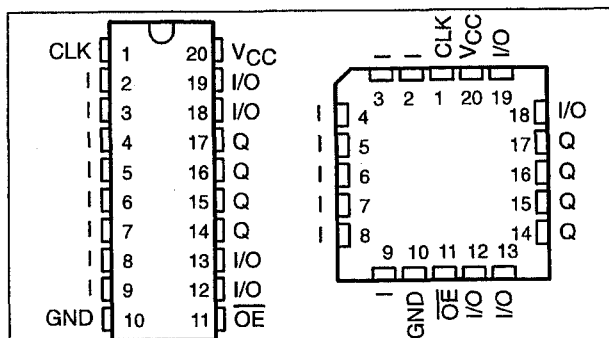 CLK 1 20 VCC
I 2 19 I/O
I 3 18 I/O
I 4 17 Q
I 5 16 Q
I 6 15 Q
I 7 14 Q
I 8 13 I/O
I 9 12 I/O
GND 10 11 O̅E̅
I I CLK VCC I/O
3 2 1 20 19
I 4 18 I/O
I 5 17 Q
I 6 16 Q
I 7 15 Q
I 8 14 Q
9 10 11 12 13
I GND O̅E̅ I/O I/O